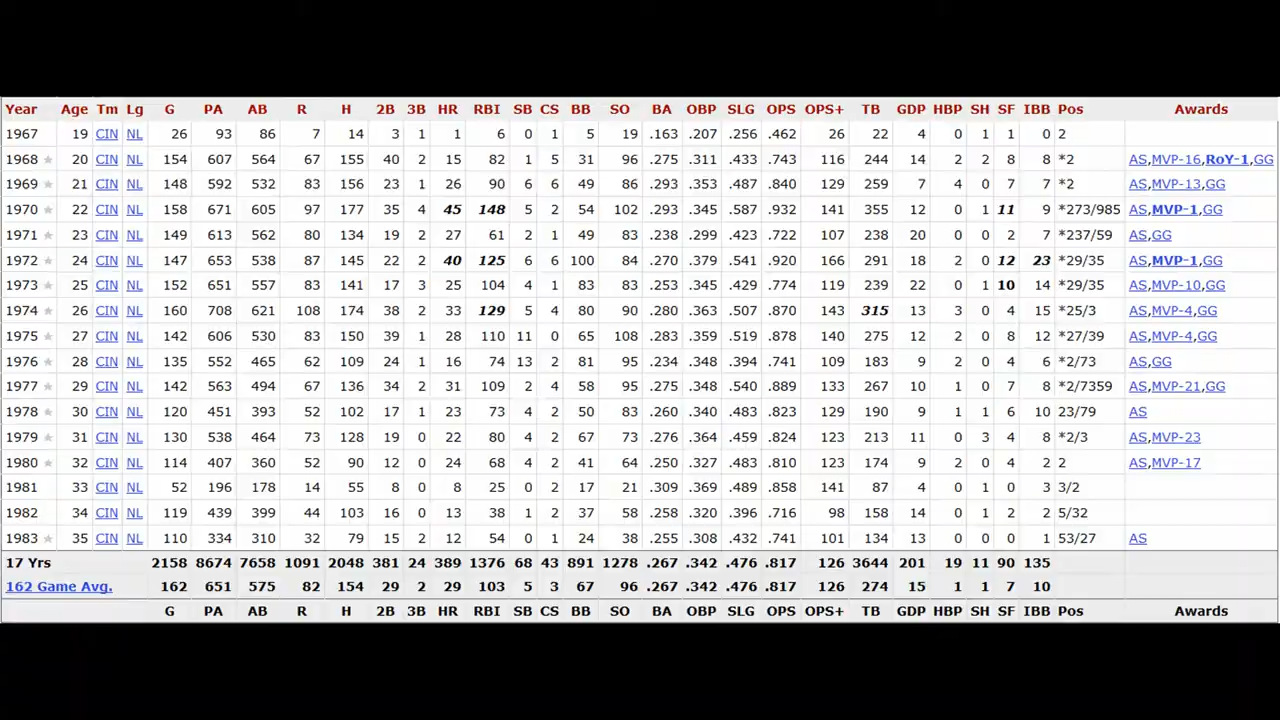 Year Age Tm Lg G PA AB R H 2B 3B HR RBI SB CS BB SO BA OBP SLG OPS OPS+ TB GDP HBP SH SF IBB Pos Awards
1967 19 CIN NL 26 93 86 7 14 3 1 1 6 0 1 5 19 .163 .207 .256 .462 26 22 4 0 1 1 0 2
1968 ★ 20 CIN NL 154 607 564 67 155 40 2 15 82 1 5 31 96 .275 .311 .433 .743 116 244 14 2 2 8 8 *2 AS,MVP-16,RoY-1,GG
1969 ★ 21 CIN NL 148 592 532 83 156 23 1 26 90 6 6 49 86 .293 .353 .487 .840 129 259 7 4 0 7 7 *2 AS,MVP-13,GG
1970 ★ 22 CIN NL 158 671 605 97 177 35 4 45 148 5 2 54 102 .293 .345 .587 .932 141 355 12 0 1 11 9 *273/985 AS,MVP-1,GG
1971 ★ 23 CIN NL 149 613 562 80 134 19 2 27 61 2 1 49 83 .238 .299 .423 .722 107 238 20 0 0 2 7 *237/59 AS,GG
1972 ★ 24 CIN NL 147 653 538 87 145 22 2 40 125 6 6 100 84 .270 .379 .541 .920 166 291 18 2 0 12 23 *29/35 AS,MVP-1,GG
1973 ★ 25 CIN NL 152 651 557 83 141 17 3 25 104 4 1 83 83 .253 .345 .429 .774 119 239 22 0 1 10 14 *29/35 AS,MVP-10,GG
1974 ★ 26 CIN NL 160 708 621 108 174 38 2 33 129 5 4 80 90 .280 .363 .507 .870 143 315 13 3 0 4 15 *25/3 AS,MVP-4,GG
1975 ★ 27 CIN NL 142 606 530 83 150 39 1 28 110 11 0 65 108 .283 .359 .519 .878 140 275 12 2 0 8 12 *27/39 AS,MVP-4,GG
1976 ★ 28 CIN NL 135 552 465 62 109 24 1 16 74 13 2 81 95 .234 .348 .394 .741 109 183 9 2 0 4 6 *2/73 AS,GG
1977 ★ 29 CIN NL 142 563 494 67 136 34 2 31 109 2 4 58 95 .275 .348 .540 .889 133 267 10 1 0 7 8 *2/7359 AS,MVP-21,GG
1978 ★ 30 CIN NL 120 451 393 52 102 17 1 23 73 4 2 50 83 .260 .340 .483 .823 129 190 9 1 1 6 10 23/79 AS
1979 ★ 31 CIN NL 130 538 464 73 128 19 0 22 80 4 2 67 73 .276 .364 .459 .824 123 213 11 0 3 4 8 *2/3 AS,MVP-23
1980 ★ 32 CIN NL 114 407 360 52 90 12 0 24 68 4 2 41 64 .250 .327 .483 .810 123 174 9 2 0 4 2 2 AS,MVP-17
1981 33 CIN NL 52 196 178 14 55 8 0 8 25 0 2 17 21 .309 .369 .489 .858 141 87 4 0 1 0 3 3/2
1982 34 CIN NL 119 439 399 44 103 16 0 13 38 1 2 37 58 .258 .320 .396 .716 98 158 14 0 1 2 2 5/32
1983 ★ 35 CIN NL 110 334 310 32 79 15 2 12 54 0 1 24 38 .255 .308 .432 .741 101 134 13 0 0 0 1 53/27 AS
17 Yrs 2158 8674 7658 1091 2048 381 24 389 1376 68 43 891 1278 .267 .342 .476 .817 126 3644 201 19 11 90 135
162 Game Avg. 162 651 575 82 154 29 2 29 103 5 3 67 96 .267 .342 .476 .817 126 274 15 1 1 7 10
G PA AB R H 2B 3B HR RBI SB CS BB SO BA OBP SLG OPS OPS+ TB GDP HBP SH SF IBB Pos Awards